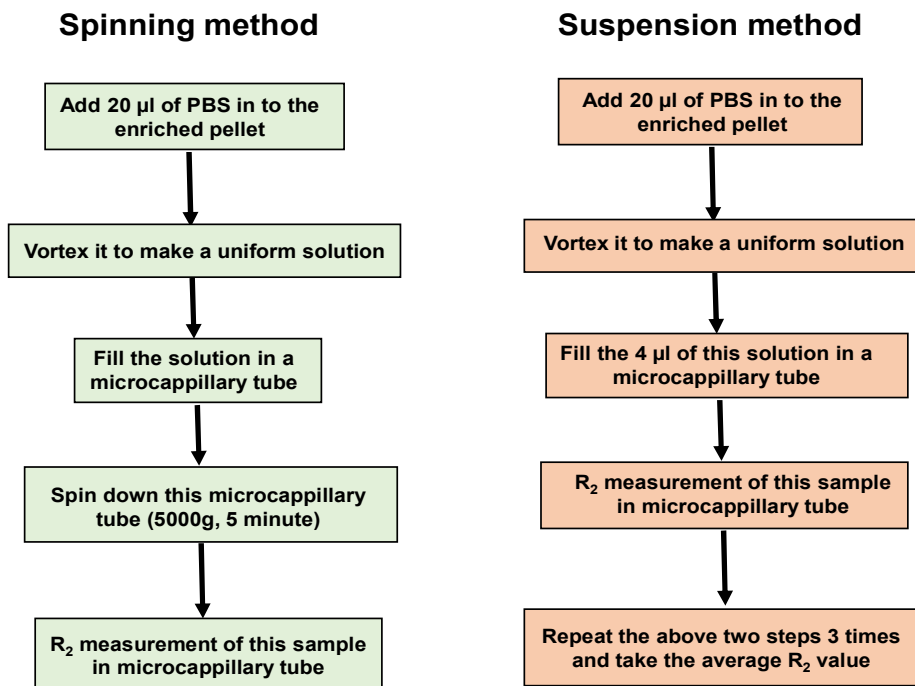 Spinning method
Add 20 µl of PBS in to the
enriched pellet
Vortex it to make a uniform solution
Fill the solution in a
microcappillary tube
Spin down this microcappillary
tube (5000g, 5 minute)
R₂ measurement of this sample
in microcappillary tube
Suspension method
Add 20 µl of PBS in to the
enriched pellet
Vortex it to make a uniform solution
Fill the 4 µl of this solution in a
microcappillary tube
R₂ measurement of this sample
in microcappillary tube
Repeat the above two steps 3 times
and take the average R₂ value